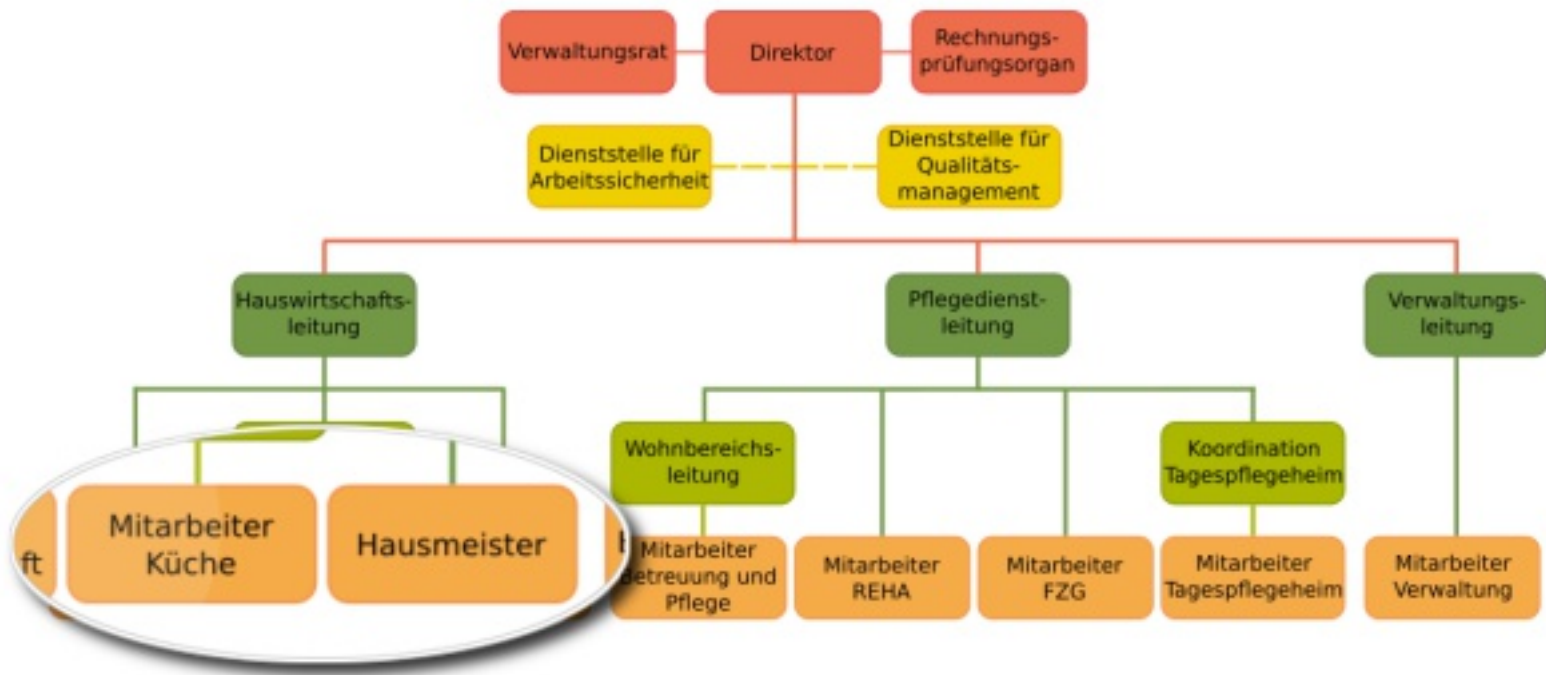 Verwaltungsrat
Direktor
Rechnungs-
prüfungsorgan
Dienststelle für
Arbeitssicherheit
Dienststelle für
Qualitäts-
management
Hauswirtschafts-
leitung
Pflegedienst-
leitung
Verwaltungs-
leitung
Wohnbereichs-
leitung
Koordination
Tagespflegeheim
ft
Mitarbeiter
Küche
Hausmeister
Mitarbeiter
Betreuung und
Pflege
Mitarbeiter
REHA
Mitarbeiter
FZG
Mitarbeiter
Tagespflegeheim
Mitarbeiter
Verwaltung